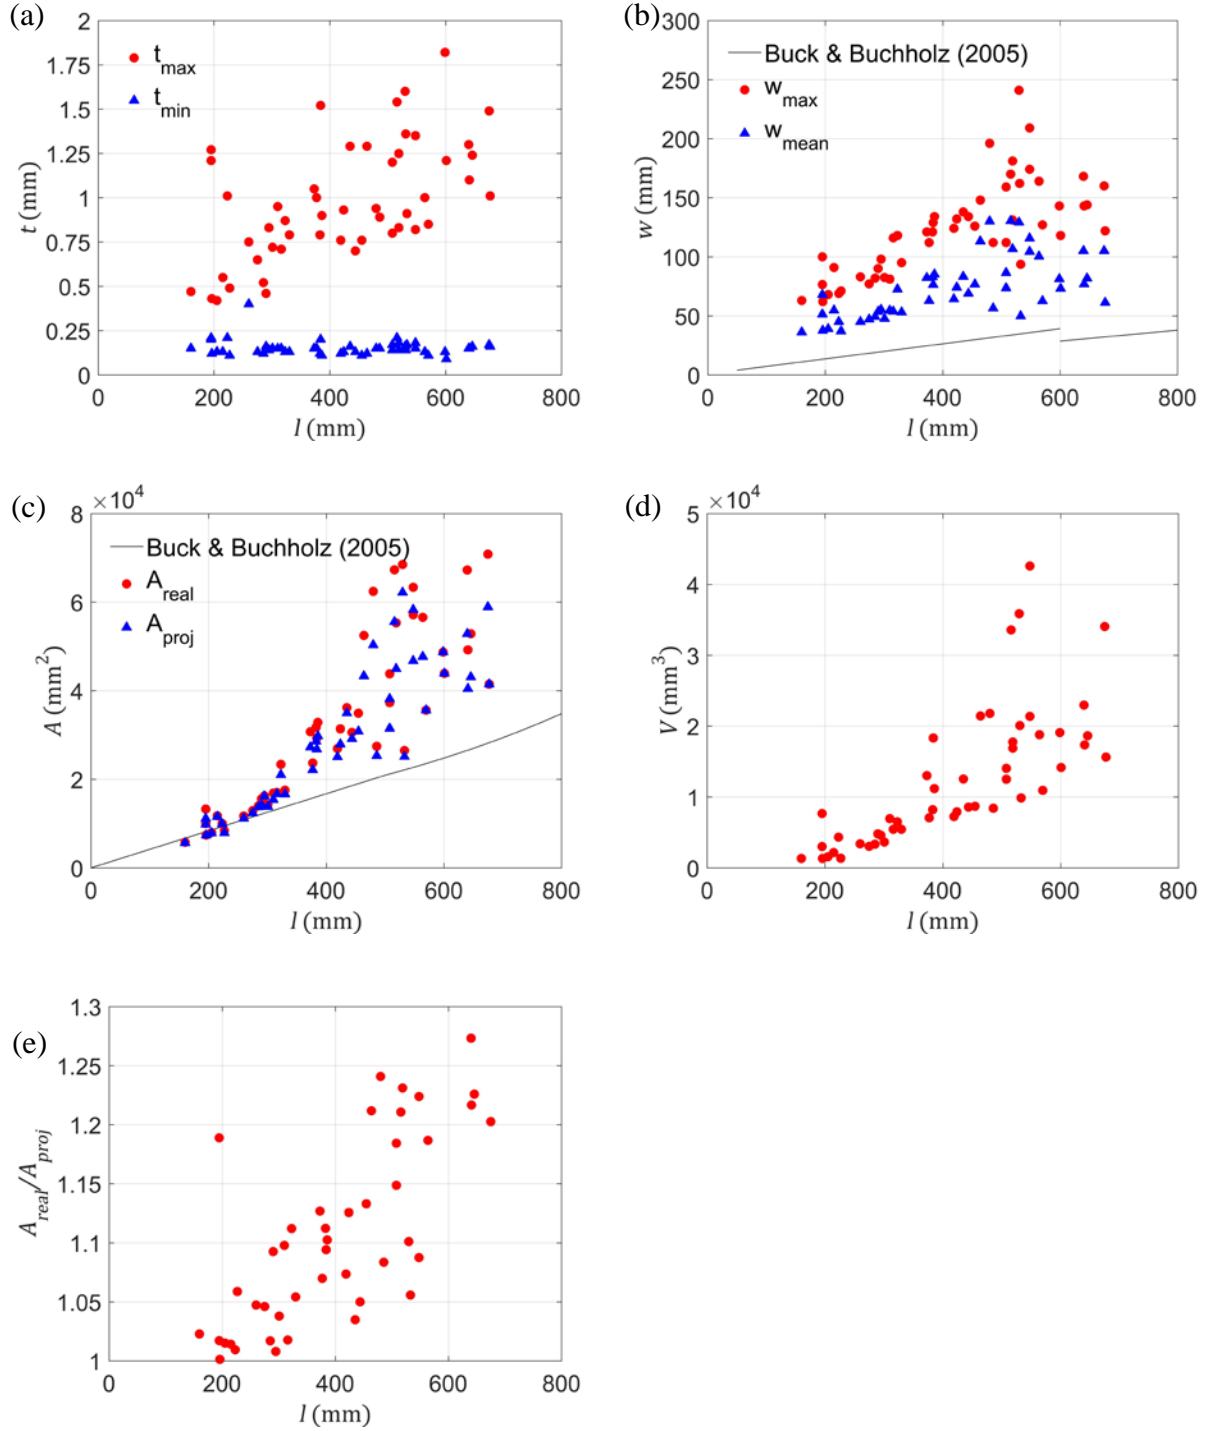 (a)
2
1.75
1.5
1.25
1
0.75
0.5
0.25
0
t (mm)
t_max
t_min
0 200 400 600 800
l (mm)
(b)
300
250
200
150
100
50
0
w (mm)
Buck & Buchholz (2005)
w_max
w_mean
0 200 400 600 800
l (mm)
(c)
×10^4
8
6
4
2
0
A (mm^2)
Buck & Buchholz (2005)
A_real
A_proj
0 200 400 600 800
l (mm)
(d)
×10^4
5
4
3
2
1
0
V (mm^3)
0 200 400 600 800
l (mm)
(e)
1.3
1.25
1.2
1.15
1.1
1.05
1
A_real/A_proj
0 200 400 600 800
l (mm)